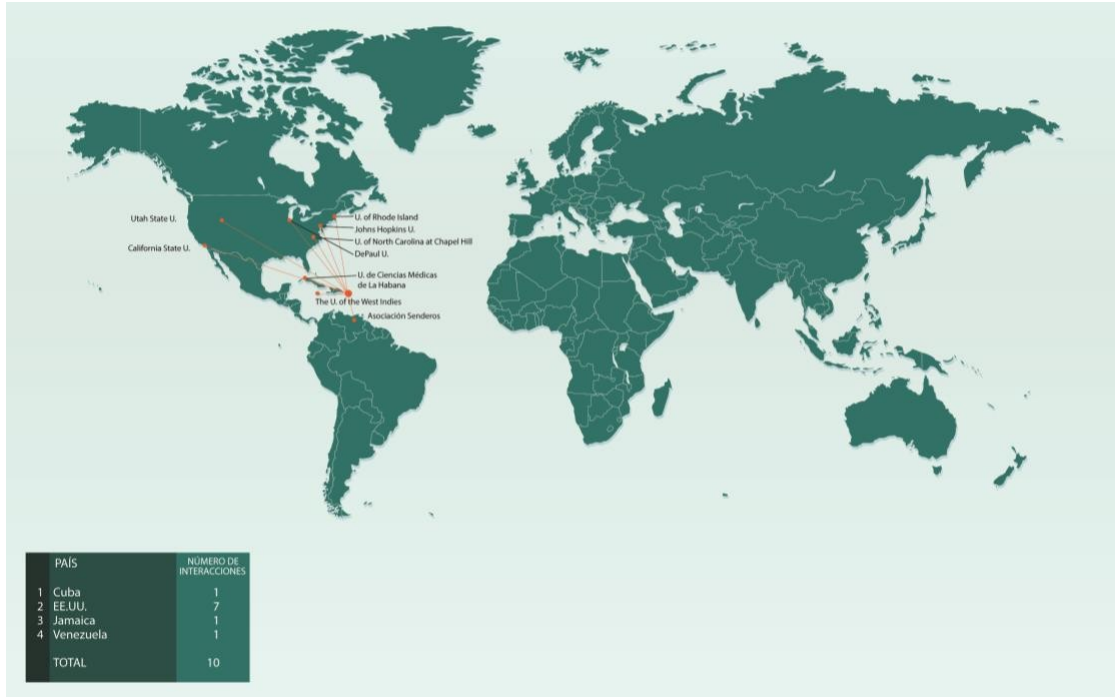 Utah State U.
California State U.
U. of Rhode Island
Johns Hopkins U.
U. of North Carolina at Chapel Hill
DePaul U.
U. de Ciencias Médicas
de La Habana
The U. of the West Indies
Asociación Senderos
PAÍS NÚMERO DE
INTERACCIONES
1 Cuba 1
2 EE.UU. 7
3 Jamaica 1
4 Venezuela 1
TOTAL 10